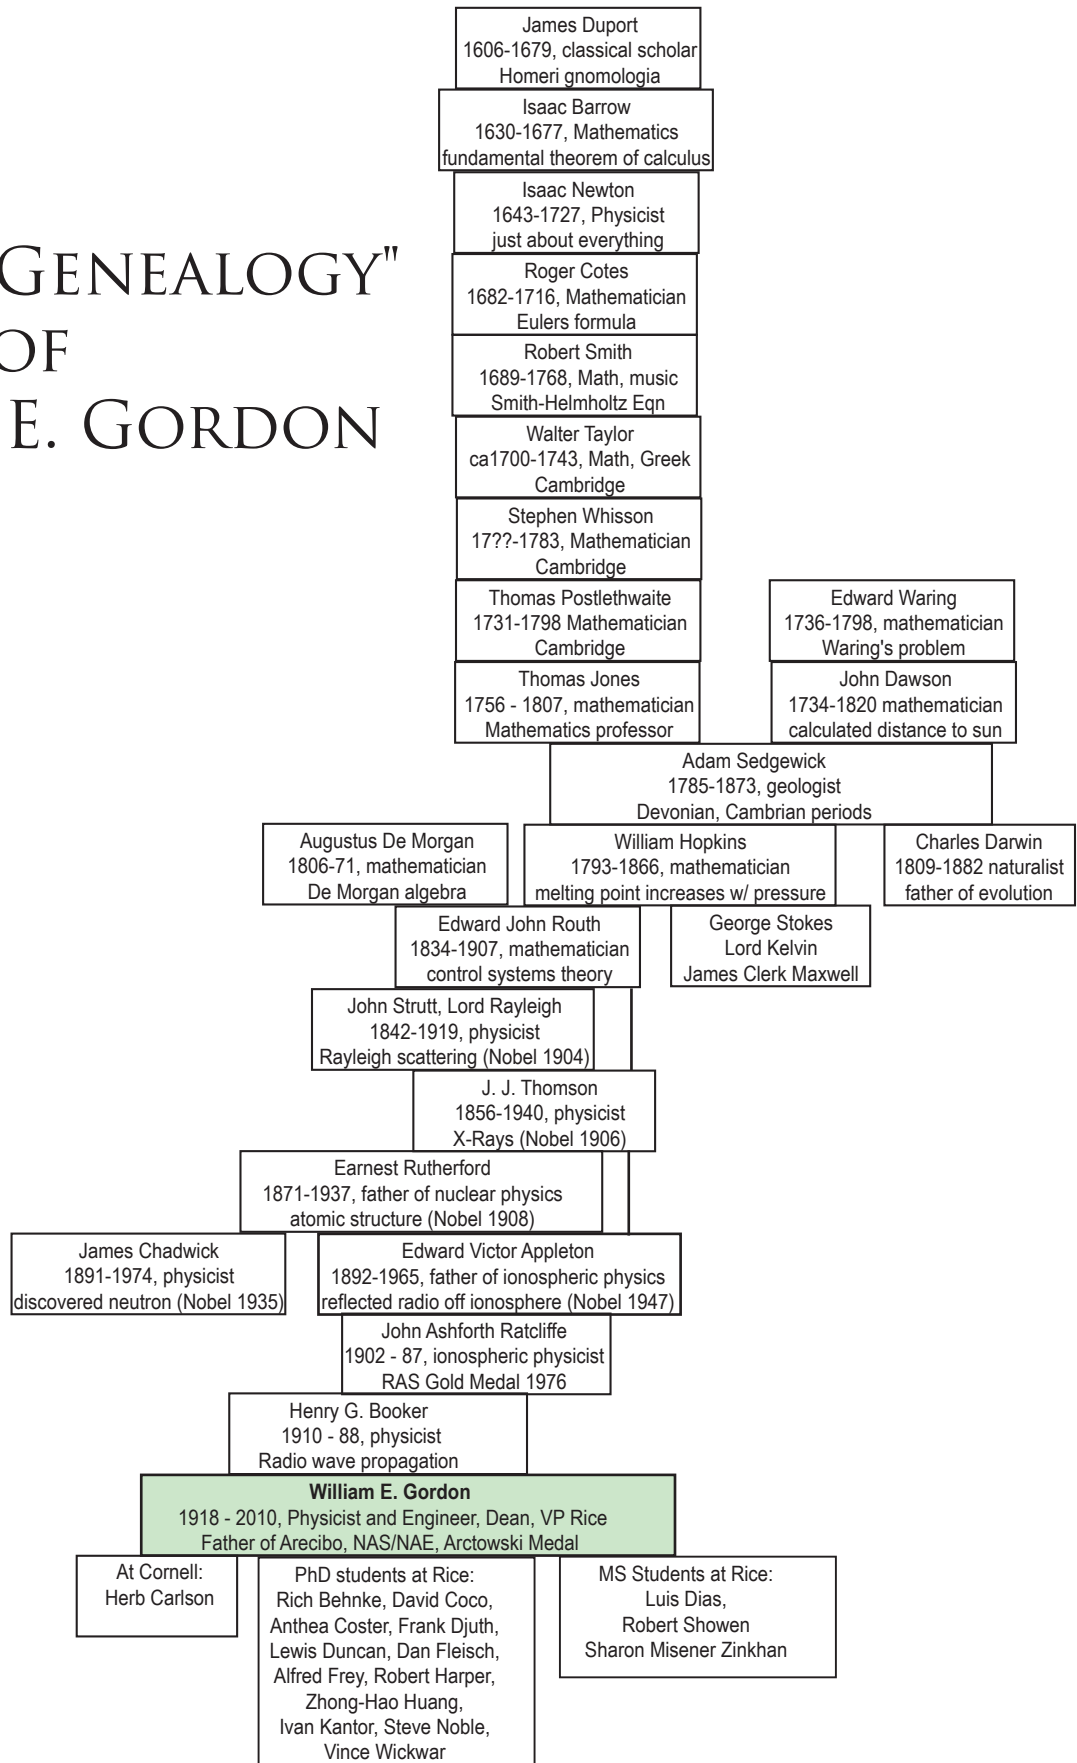 James Duport
1606-1679, classical scholar
Homeri gnomologia
Isaac Barrow
1630-1677, Mathematics
fundamental theorem of calculus
Isaac Newton
1643-1727, Physicist
just about everything
GENEALOGY"
OF
E. GORDON
Roger Cotes
1682-1716, Mathematician
Eulers formula
Robert Smith
1689-1768, Math, music
Smith-Helmholtz Eqn
Walter Taylor
ca1700-1743, Math, Greek
Cambridge
Stephen Whisson
17??-1783, Mathematician
Cambridge
Thomas Postlethwaite
1731-1798 Mathematician
Cambridge
Edward Waring
1736-1798, mathematician
Waring's problem
Thomas Jones
1756 - 1807, mathematician
Mathematics professor
John Dawson
1734-1820 mathematician
calculated distance to sun
Adam Sedgewick
1785-1873, geologist
Devonian, Cambrian periods
Augustus De Morgan
1806-71, mathematician
De Morgan algebra
William Hopkins
1793-1866, mathematician
melting point increases w/ pressure
Charles Darwin
1809-1882 naturalist
father of evolution
Edward John Routh
1834-1907, mathematician
control systems theory
George Stokes
Lord Kelvin
James Clerk Maxwell
John Strutt, Lord Rayleigh
1842-1919, physicist
Rayleigh scattering (Nobel 1904)
J. J. Thomson
1856-1940, physicist
X-Rays (Nobel 1906)
Earnest Rutherford
1871-1937, father of nuclear physics
atomic structure (Nobel 1908)
James Chadwick
1891-1974, physicist
discovered neutron (Nobel 1935)
Edward Victor Appleton
1892-1965, father of ionospheric physics
reflected radio off ionosphere (Nobel 1947)
John Ashforth Ratcliffe
1902 - 87, ionospheric physicist
RAS Gold Medal 1976
Henry G. Booker
1910 - 88, physicist
Radio wave propagation
William E. Gordon
1918 - 2010, Physicist and Engineer, Dean, VP Rice
Father of Arecibo, NAS/NAE, Arctowski Medal
At Cornell:
Herb Carlson
PhD students at Rice:
Rich Behnke, David Coco,
Anthea Coster, Frank Djuth,
Lewis Duncan, Dan Fleisch,
Alfred Frey, Robert Harper,
Zhong-Hao Huang,
Ivan Kantor, Steve Noble,
Vince Wickwar
MS Students at Rice:
Luis Dias,
Robert Showen
Sharon Misener Zinkhan